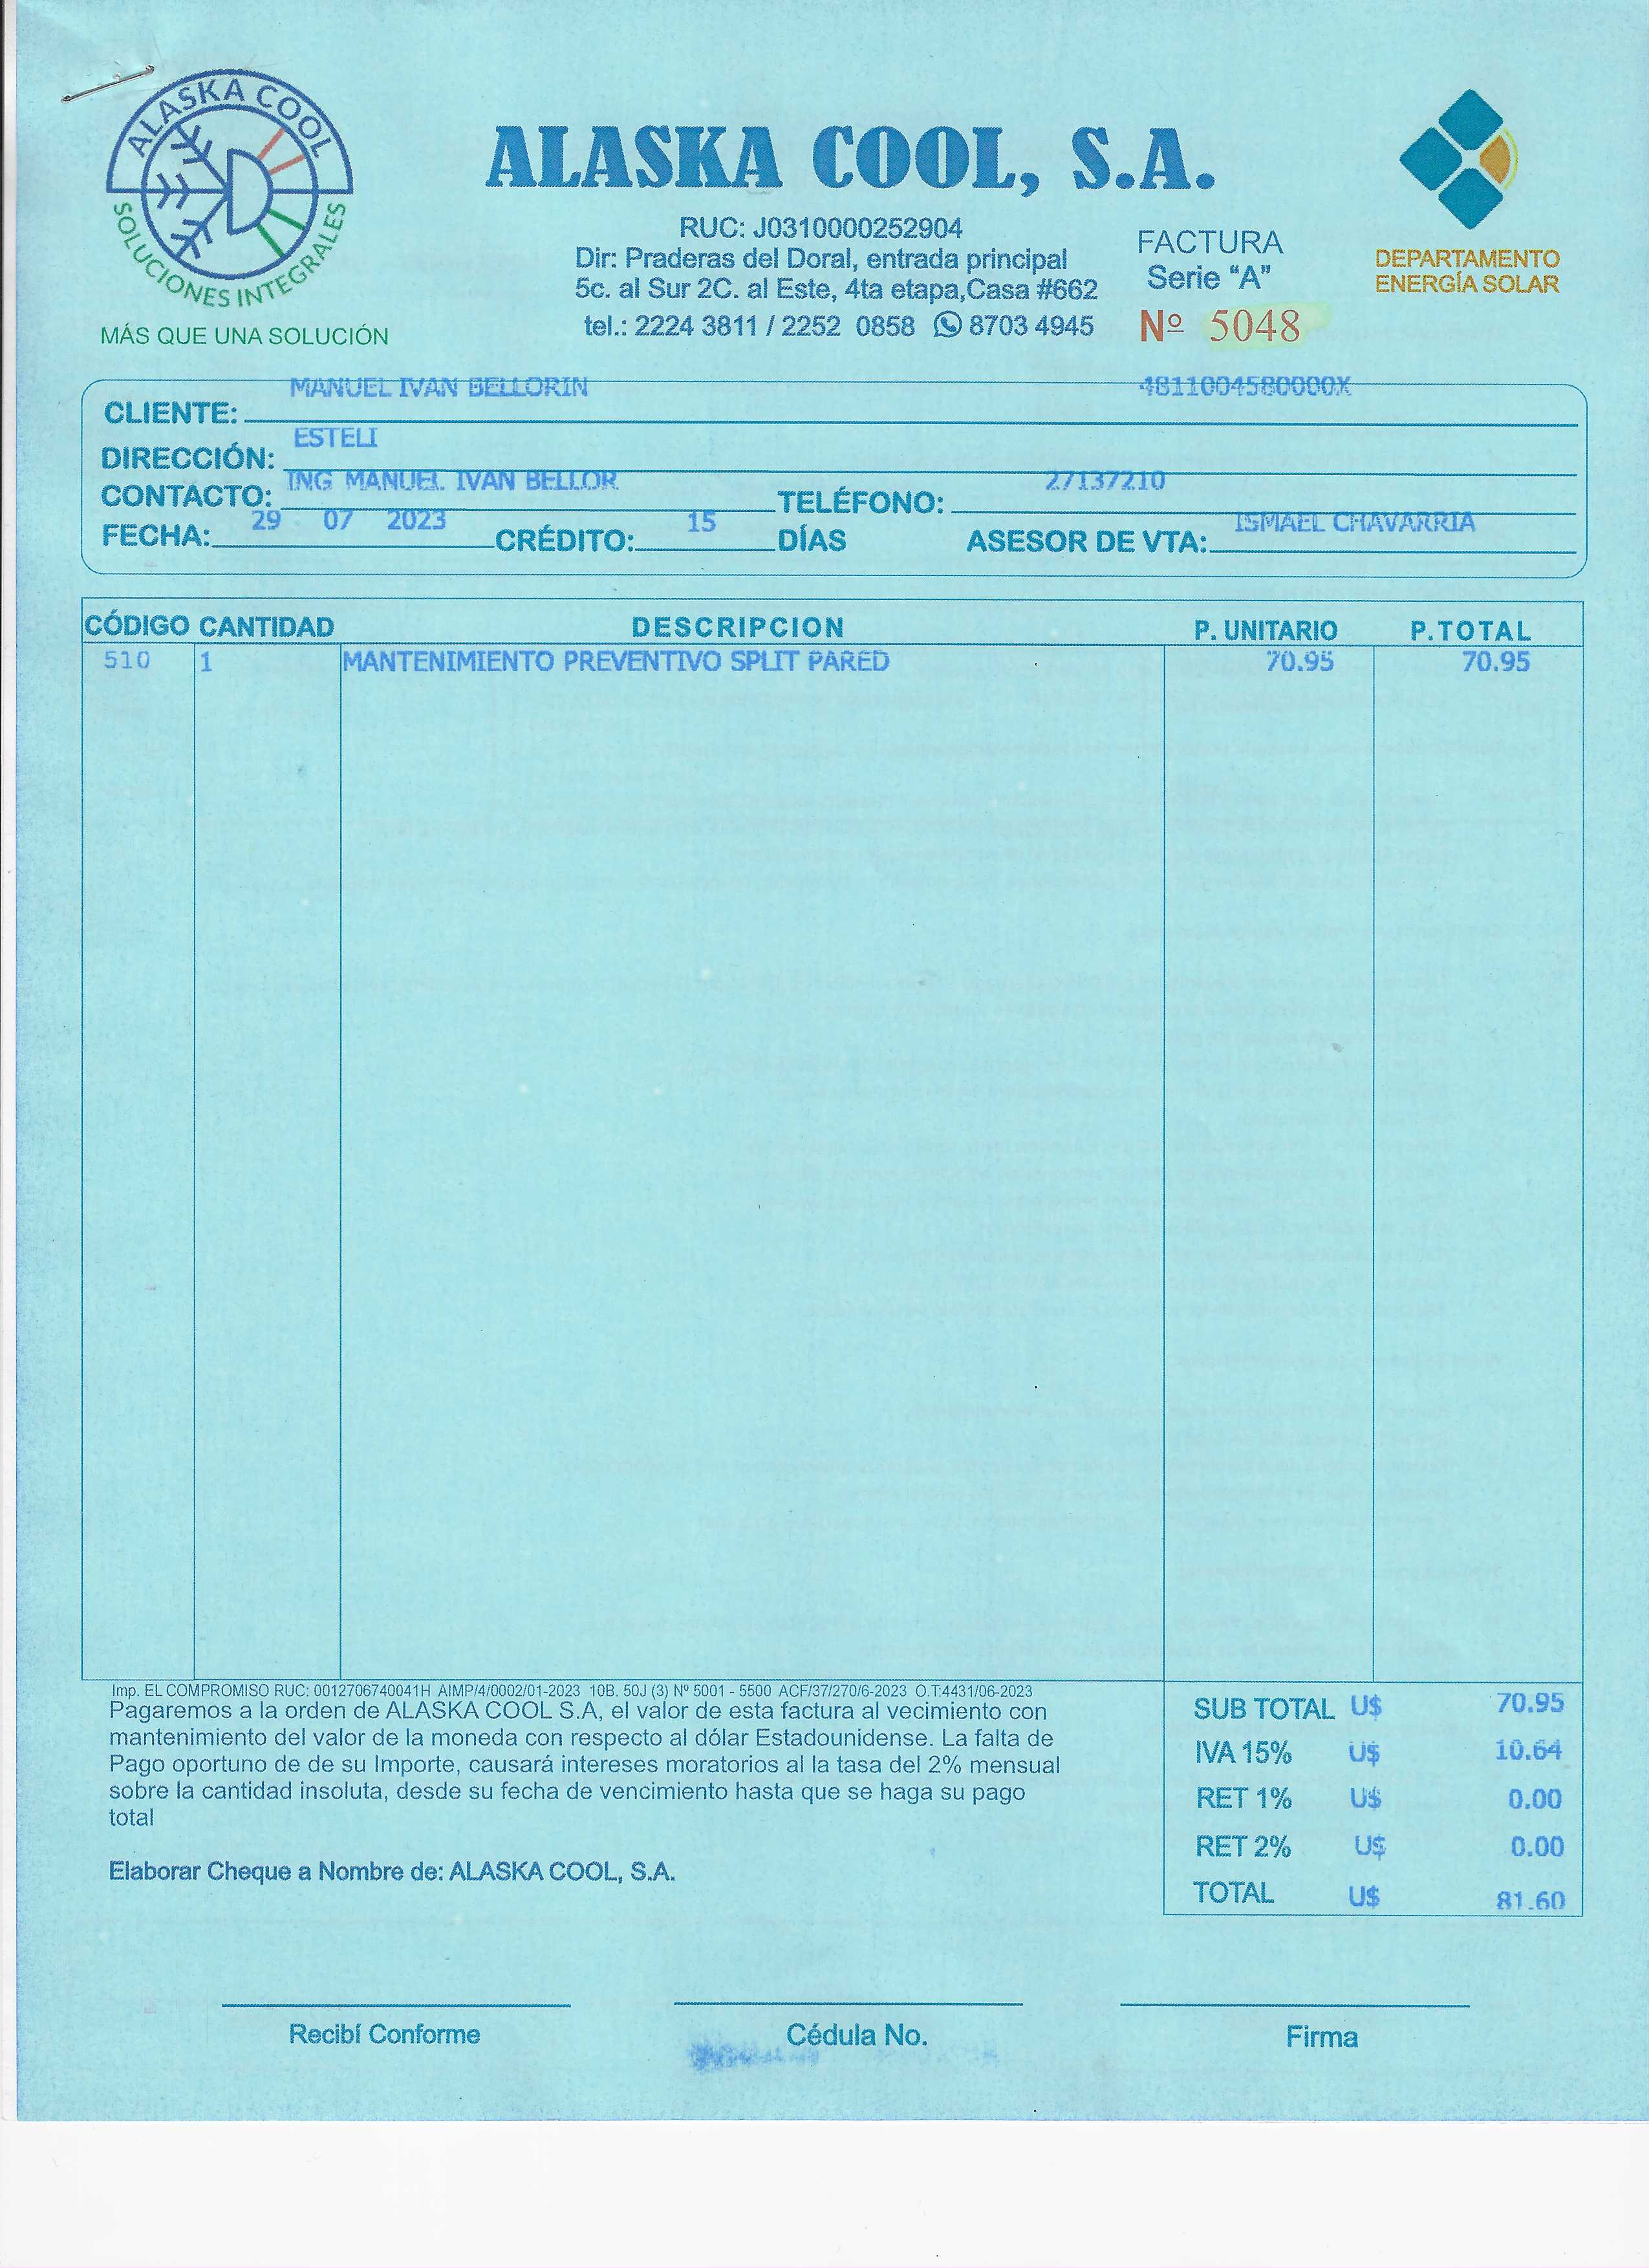 ALASKA COOL
SOLUCIONES INTEGRALES
MÁS QUE UNA SOLUCIÓN
ALASKA COOL, S.A.
RUC: J0310000252904
Dir: Praderas del Doral, entrada principal
5c. al Sur 2C. al Este, 4ta etapa,Casa #662
tel.: 2224 3811 / 2252 0858 8703 4945
FACTURA
Serie "A"
Nº 5048
DEPARTAMENTO
ENERGÍA SOLAR
CLIENTE: MANUEL IVAN BELLORIN 4811004580000X
DIRECCIÓN: ESTELI
CONTACTO: ING MANUEL IVAN BELLOR TELÉFONO: 27137210
FECHA: 29 07 2023 CRÉDITO: 15 DÍAS ASESOR DE VTA: ISMAEL CHAVARRIA
CÓDIGO CANTIDAD DESCRIPCION P. UNITARIO P.TOTAL
510 1 MANTENIMIENTO PREVENTIVO SPLIT PARED 70.95 70.95
Imp. EL COMPROMISO RUC: 0012706740041H AIMP/4/0002/01-2023 10B. 50J (3) Nº 5001 - 5500 ACF/37/270/6-2023 O.T:4431/06-2023
Pagaremos a la orden de ALASKA COOL S.A, el valor de esta factura al vecimiento con
mantenimiento del valor de la moneda con respecto al dólar Estadounidense. La falta de
Pago oportuno de de su Importe, causará intereses moratorios al la tasa del 2% mensual
sobre la cantidad insoluta, desde su fecha de vencimiento hasta que se haga su pago
total
Elaborar Cheque a Nombre de: ALASKA COOL, S.A.
SUB TOTAL U$ 70.95
IVA 15% U$ 10.64
RET 1% U$ 0.00
RET 2% U$ 0.00
TOTAL U$ 81.60
Recibí Conforme
Cédula No.
Firma